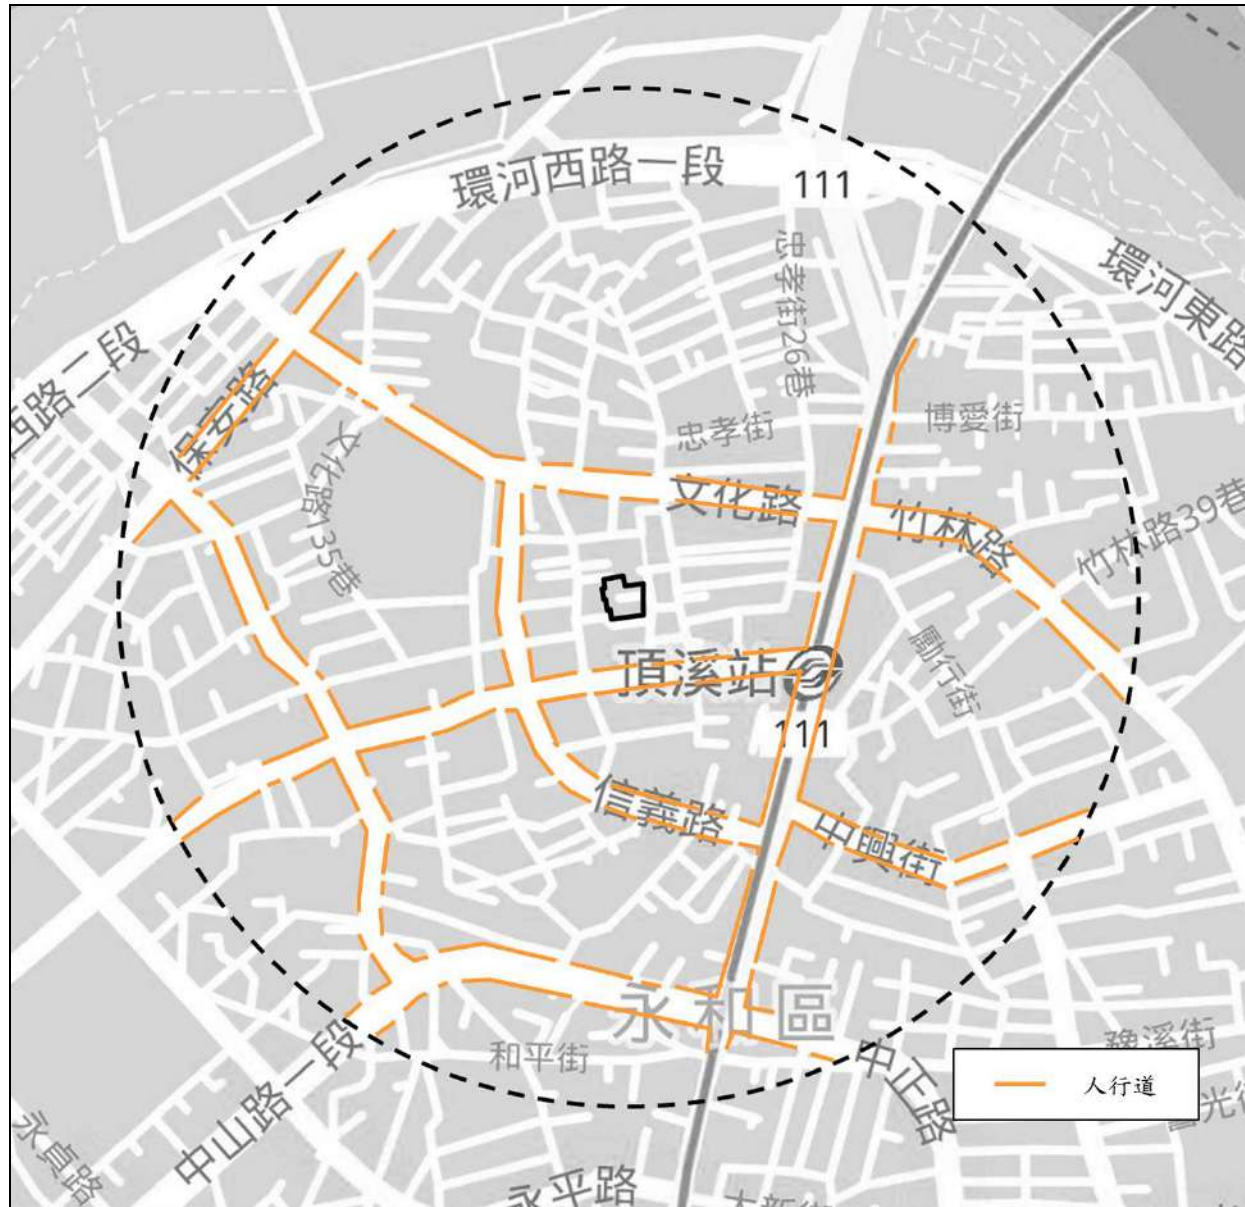 環河西路一段
111
環河東路
忠孝街26巷
西路二段
保安路
博愛街
忠孝街
文化路
文化路135巷
竹林路
竹林路39巷
勵行街
頂溪站
111
信義路
中興街
永和區
和平街
中正路
豫溪街
人行道
中山路一段
永貞路
永平路